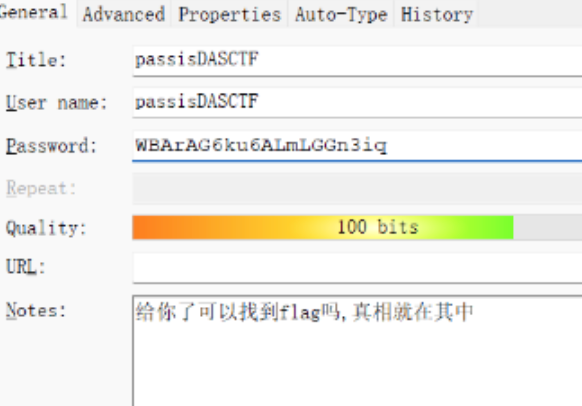 General Advanced Properties Auto-Type History
Title: passisDASCTF
User name: passisDASCTF
Password: WBArAG6ku6ALmLGGn3iq
Repeat:
Quality: 100 bits
URL:
Notes: 给你了可以找到flag吗,真相就在其中